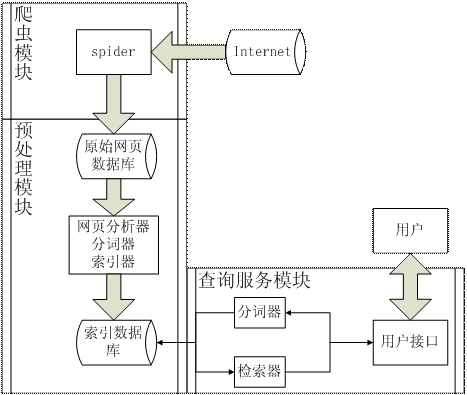 爬虫模块
spider
Internet
预处理模块
原始网页
数据库
网页分析器
分词器
索引器
用户
查询服务模块
索引数据
库
分词器
检索器
用户接口